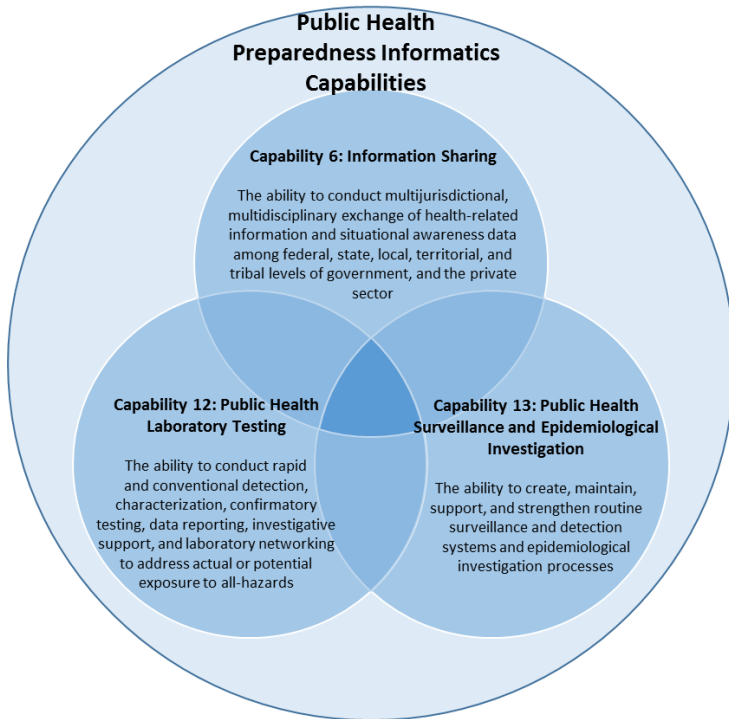 Public Health
Preparedness Informatics
Capabilities
Capability 6: Information Sharing
The ability to conduct multijurisdictional,
multidisciplinary exchange of health-related
information and situational awareness data
among federal, state, local, territorial, and
tribal levels of government, and the private
sector
Capability 12: Public Health
Laboratory Testing
The ability to conduct rapid
and conventional detection,
characterization, confirmatory
testing, data reporting, investigative
support, and laboratory networking
to address actual or potential
exposure to all-hazards
Capability 13: Public Health
Surveillance and Epidemiological
Investigation
The ability to create, maintain,
support, and strengthen routine
surveillance and detection
systems and epidemiological
investigation processes